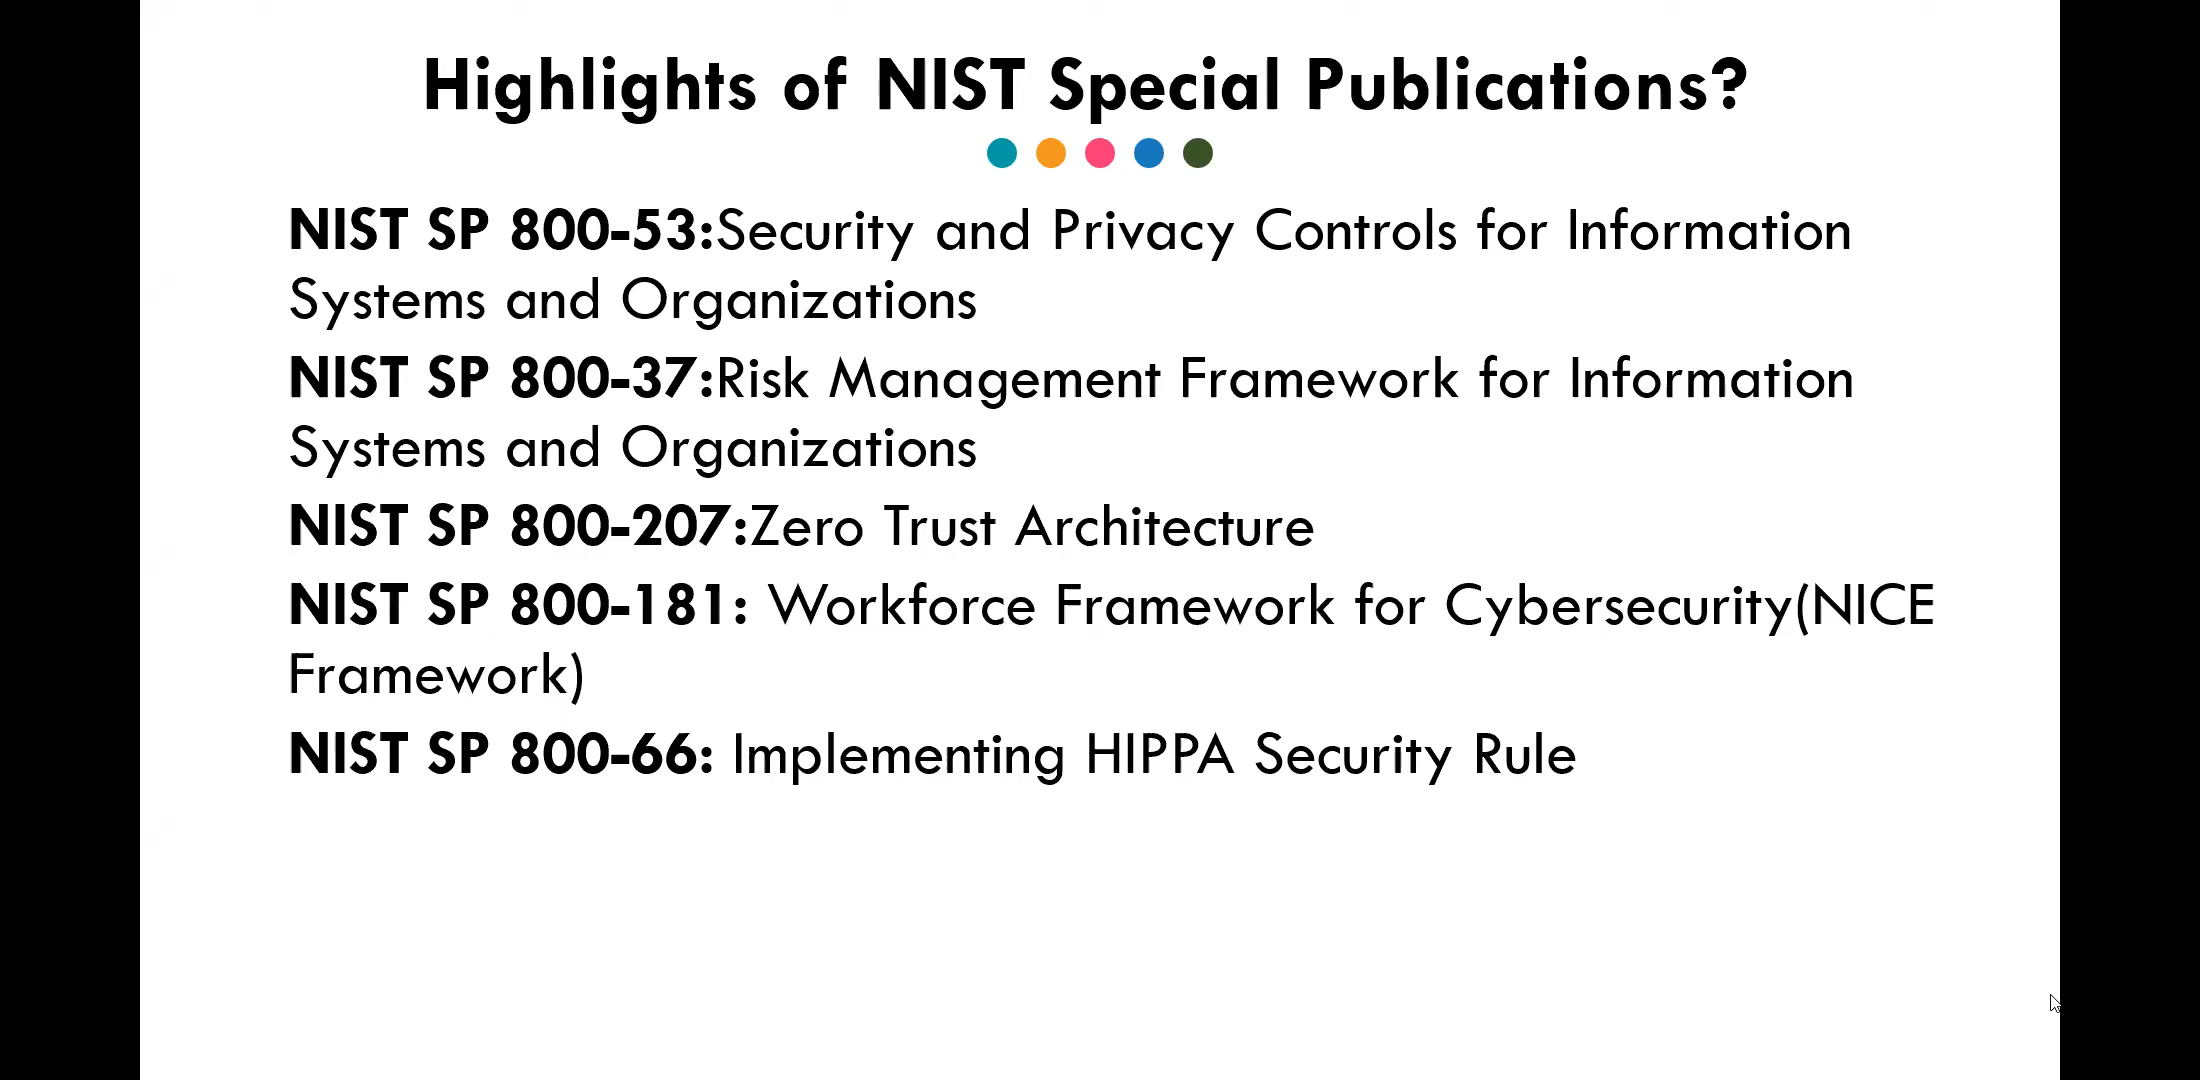 Highlights of NIST Special Publications?
NIST SP 800-53:Security and Privacy Controls for Information
Systems and Organizations
NIST SP 800-37:Risk Management Framework for Information
Systems and Organizations
NIST SP 800-207:Zero Trust Architecture
NIST SP 800-181: Workforce Framework for Cybersecurity(NICE
Framework)
NIST SP 800-66: Implementing HIPPA Security Rule